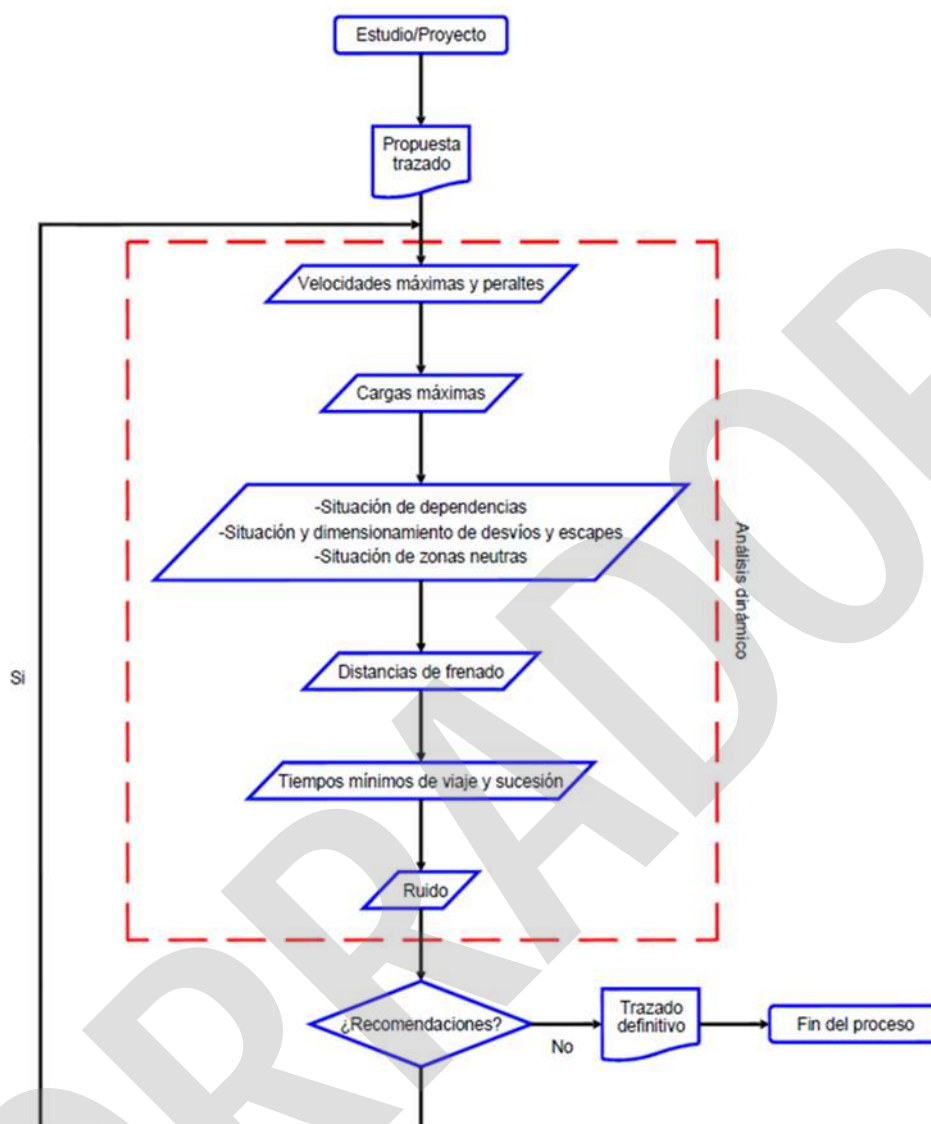 Estudio/Proyecto
Propuesta
trazado
Velocidades máximas y peraltes
Cargas máximas
-Situación de dependencias
-Situación y dimensionamiento de desvíos y escapes
-Situación de zonas neutras
Análisis dinámico
Distancias de frenado
Si
Tiempos mínimos de viaje y sucesión
Ruido
¿Recomendaciones?
No
Trazado
definitivo
Fin del proceso
BORRADOR